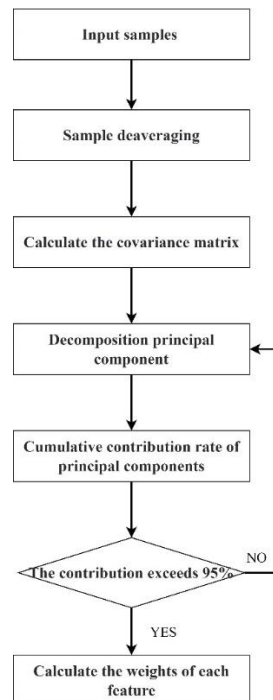 Input samples
Sample deaveraging
Calculate the covariance matrix
Decomposition principal
component
Cumulative contribution rate of
principal components
The contribution exceeds 95%
NO
YES
Calculate the weights of each
feature